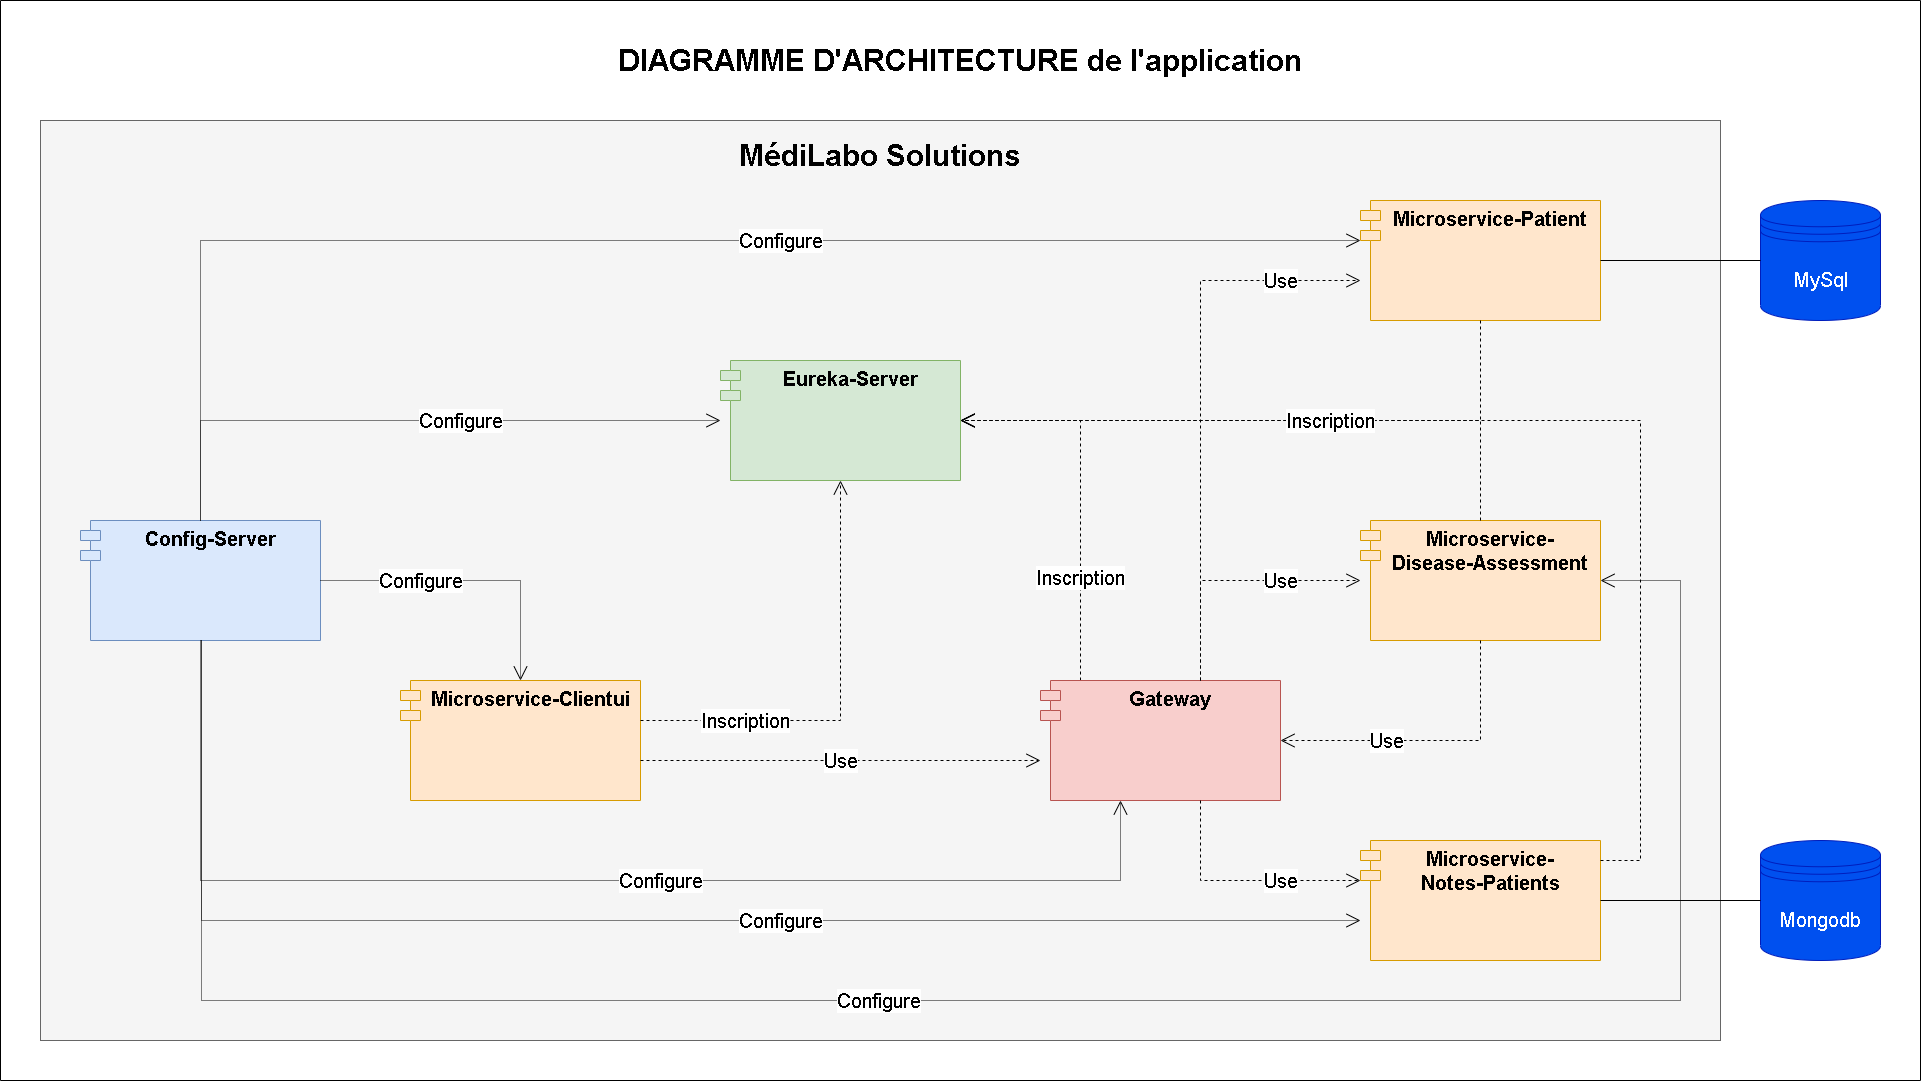 DIAGRAMME D'ARCHITECTURE de l'application
MédiLabo Solutions
Microservice-Patient
MySql
Configure
Use
Eureka-Server
Configure
Inscription
Config-Server
Microservice-
Disease-Assessment
Configure
Inscription
Use
Microservice-Clientui
Gateway
Inscription
Use
Use
Microservice-
Notes-Patients
Configure
Use
Configure
Mongodb
Configure